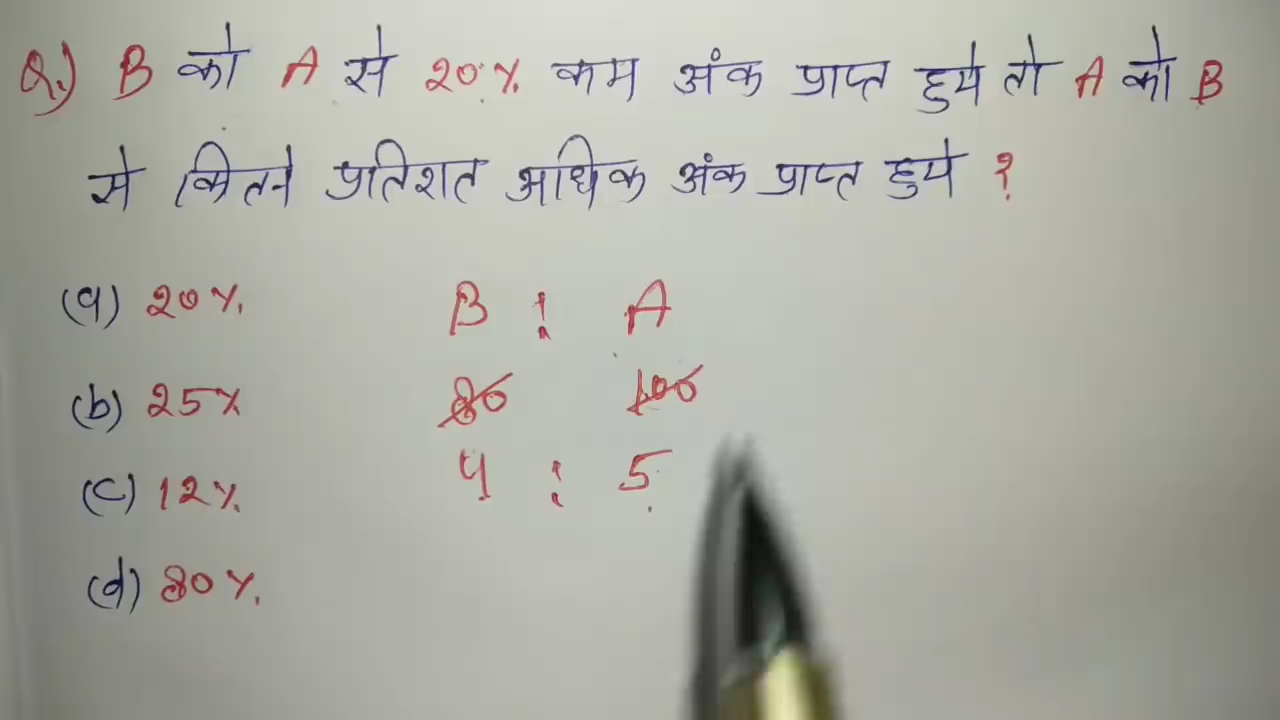 Q.) B को A से 20% कम अंक प्राप्त हुये तो A को B
से कितने प्रतिशत अधिक अंक प्राप्त हुये ?
(a) 20%
(b) 25%
(c) 12%
(d) 80%
B : A
80 100
4 : 5